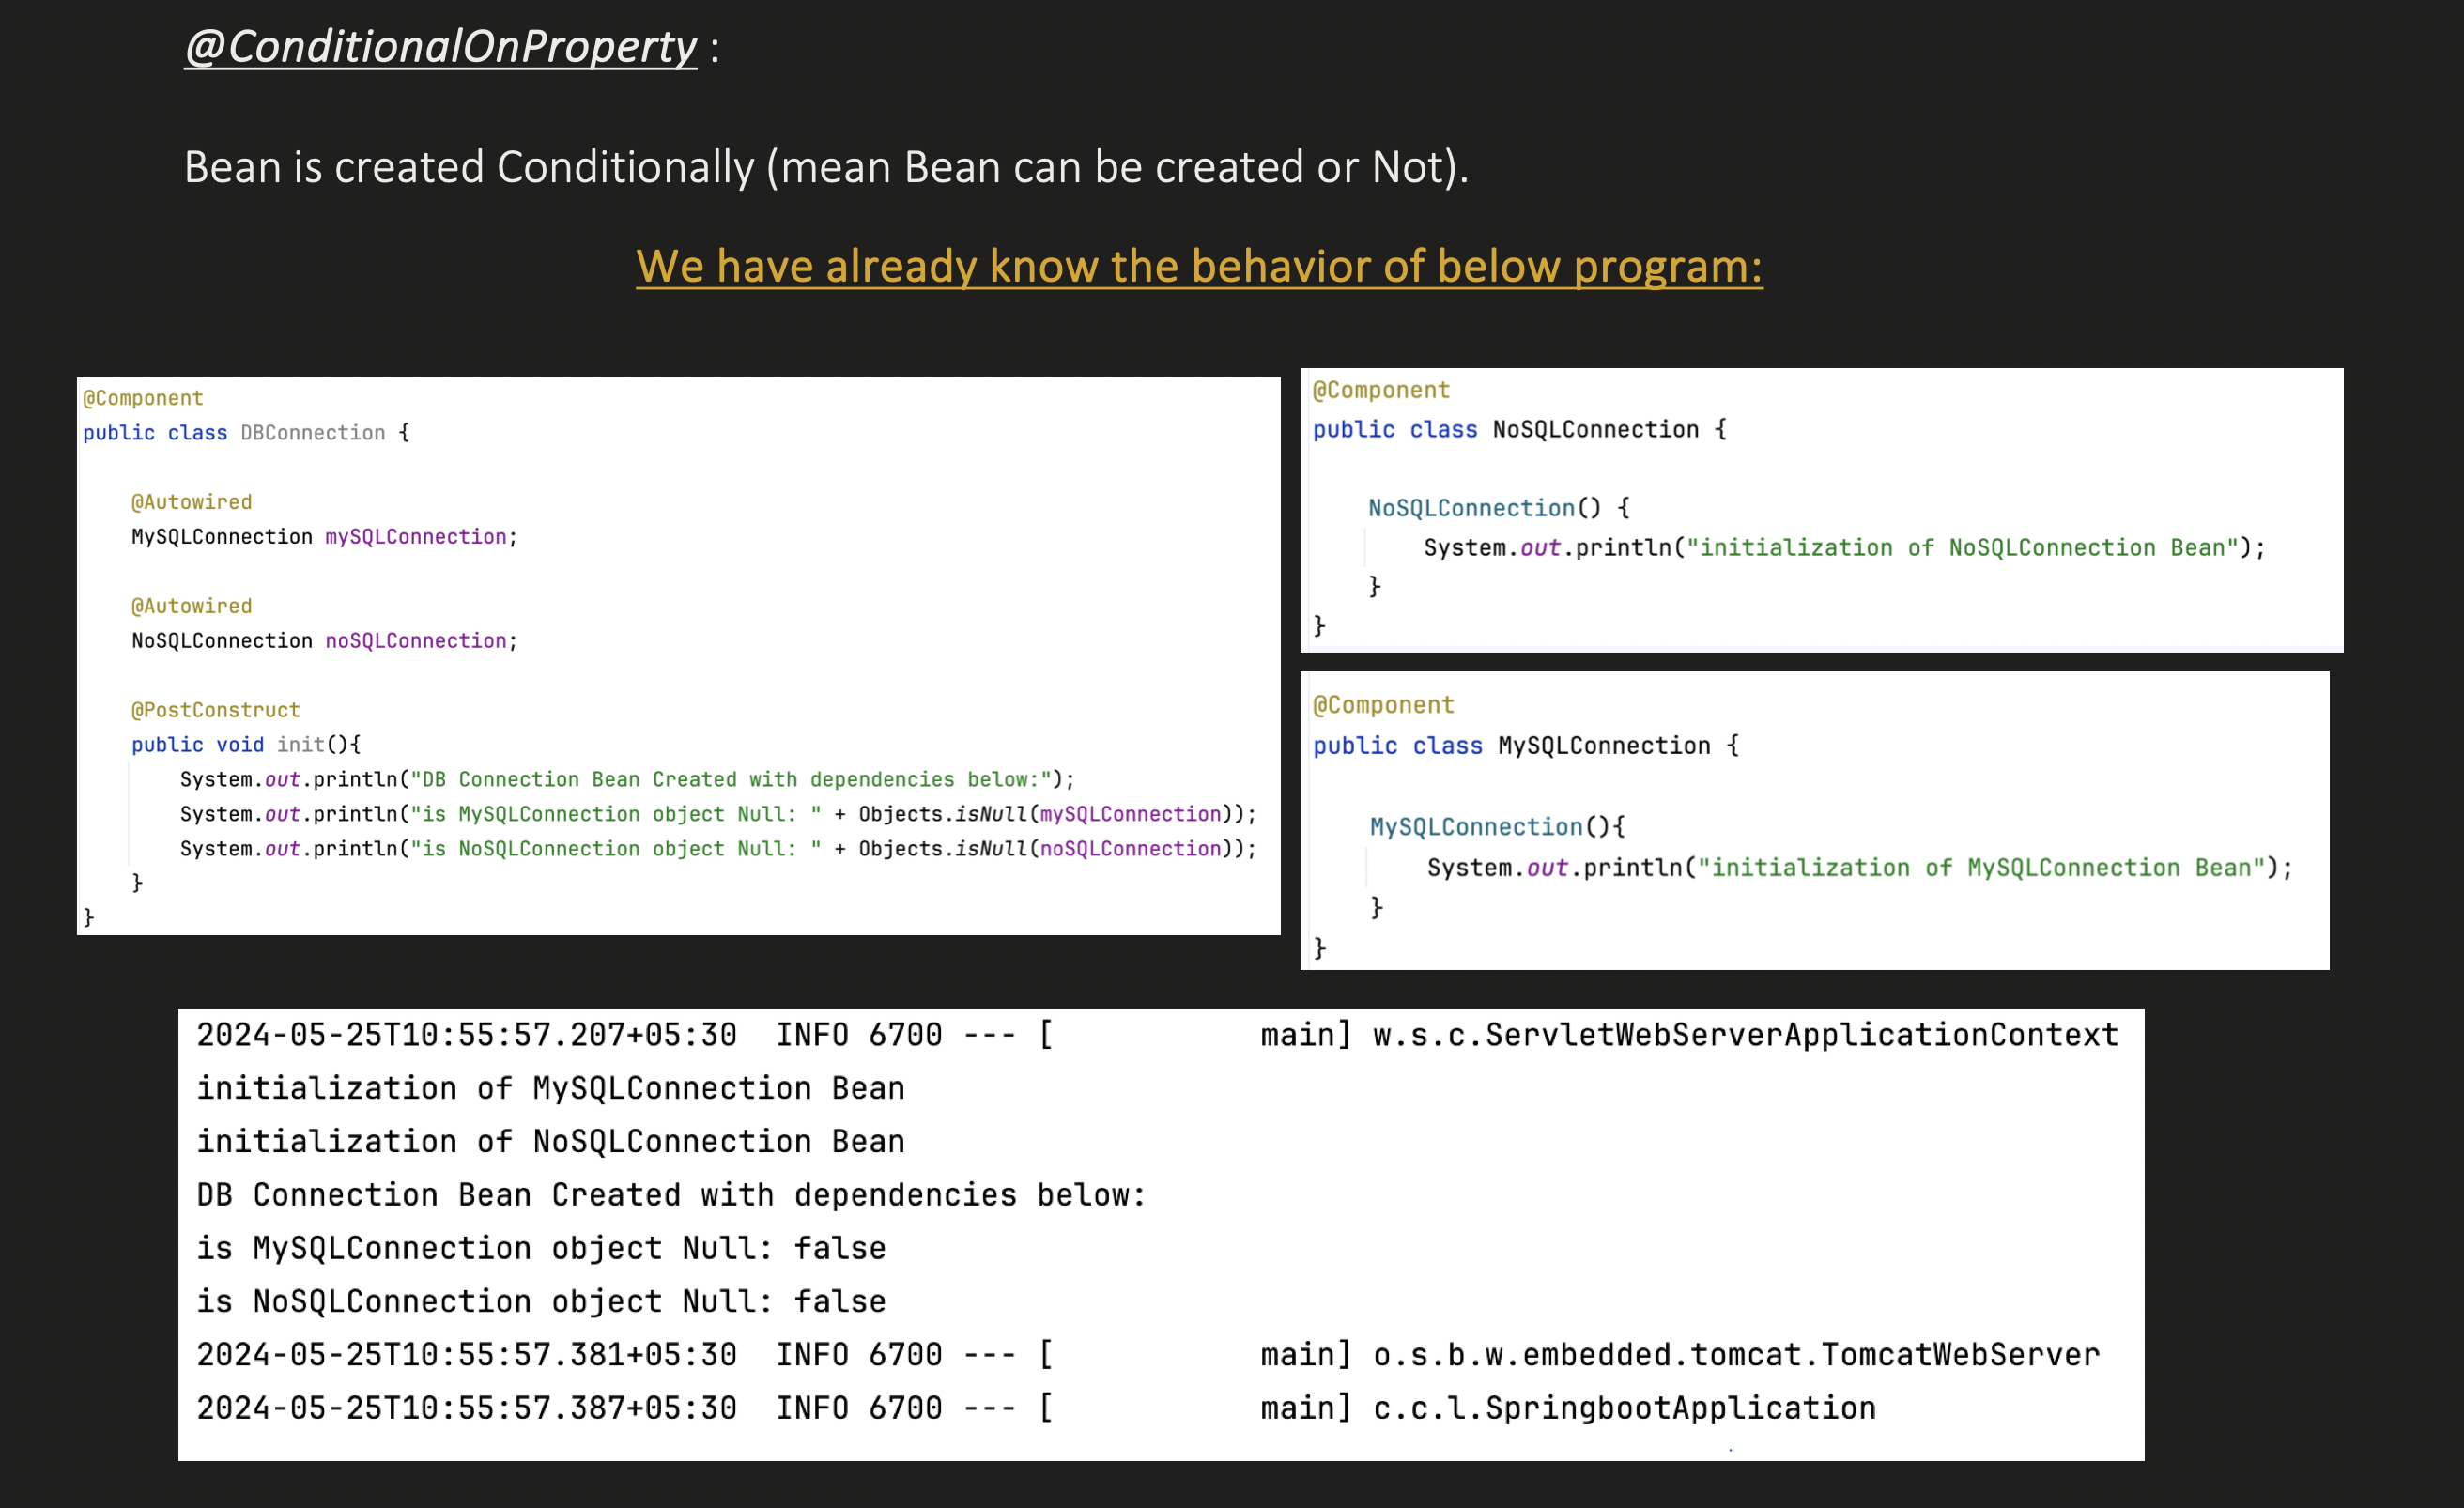 @ConditionalOnProperty :
Bean is created Conditionally (mean Bean can be created or Not).
We have already know the behavior of below program:
@Component
public class DBConnection {
@Autowired
MySQLConnection mySQLConnection;
@Autowired
NoSQLConnection noSQLConnection;
@PostConstruct
public void init(){
System.out.println("DB Connection Bean Created with dependencies below:");
System.out.println("is MySQLConnection object Null: " + Objects.isNull(mySQLConnection));
System.out.println("is NoSQLConnection object Null: " + Objects.isNull(noSQLConnection));
}
}
@Component
public class NoSQLConnection {
NoSQLConnection() {
System.out.println("initialization of NoSQLConnection Bean");
}
}
@Component
public class MySQLConnection {
MySQLConnection(){
System.out.println("initialization of MySQLConnection Bean");
}
}
2024-05-25T10:55:57.207+05:30  INFO 6700 --- [           main] w.s.c.ServletWebServerApplicationContext
initialization of MySQLConnection Bean
initialization of NoSQLConnection Bean
DB Connection Bean Created with dependencies below:
is MySQLConnection object Null: false
is NoSQLConnection object Null: false
2024-05-25T10:55:57.381+05:30  INFO 6700 --- [           main] o.s.b.w.embedded.tomcat.TomcatWebServer
2024-05-25T10:55:57.387+05:30  INFO 6700 --- [           main] c.c.l.SpringbootApplication